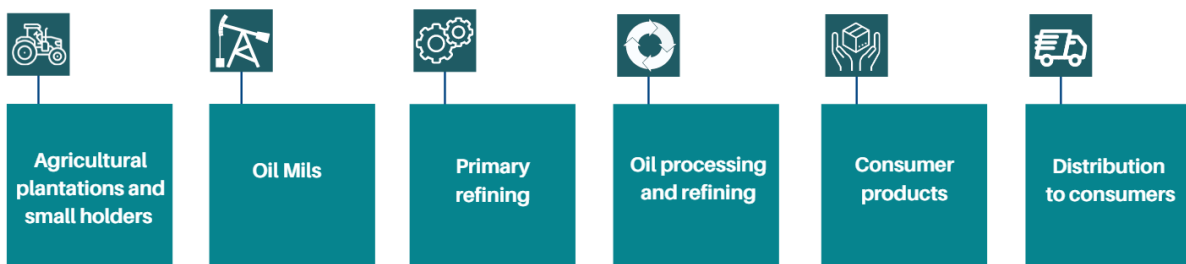 Agricultural
plantations and
small holders
Oil Mils
Primary
refining
Oil processing
and refining
Consumer
products
Distribution
to consumers